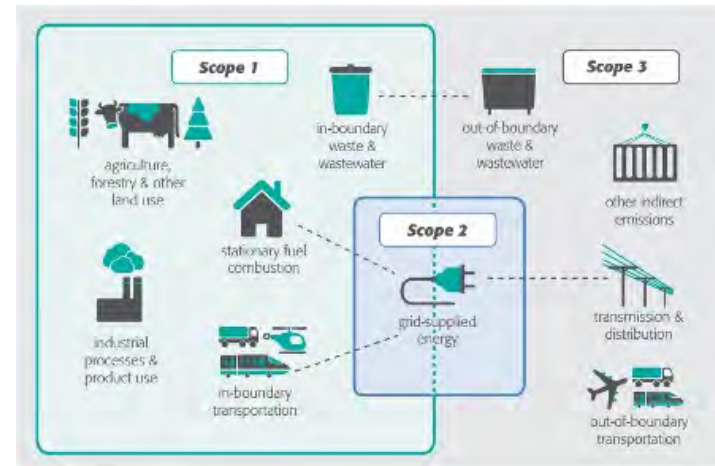 Scope 1
Scope 3
in-boundary
waste &
wastewater
out-of-boundary
waste &
wastewater
agriculture,
forestry & other
land use
other indirect
emissions
Scope 2
stationary fuel
combustion
grid-supplied
energy
transmission &
distribution
industrial
processes &
product use
in-boundary
transportation
out-of-boundary
transportation